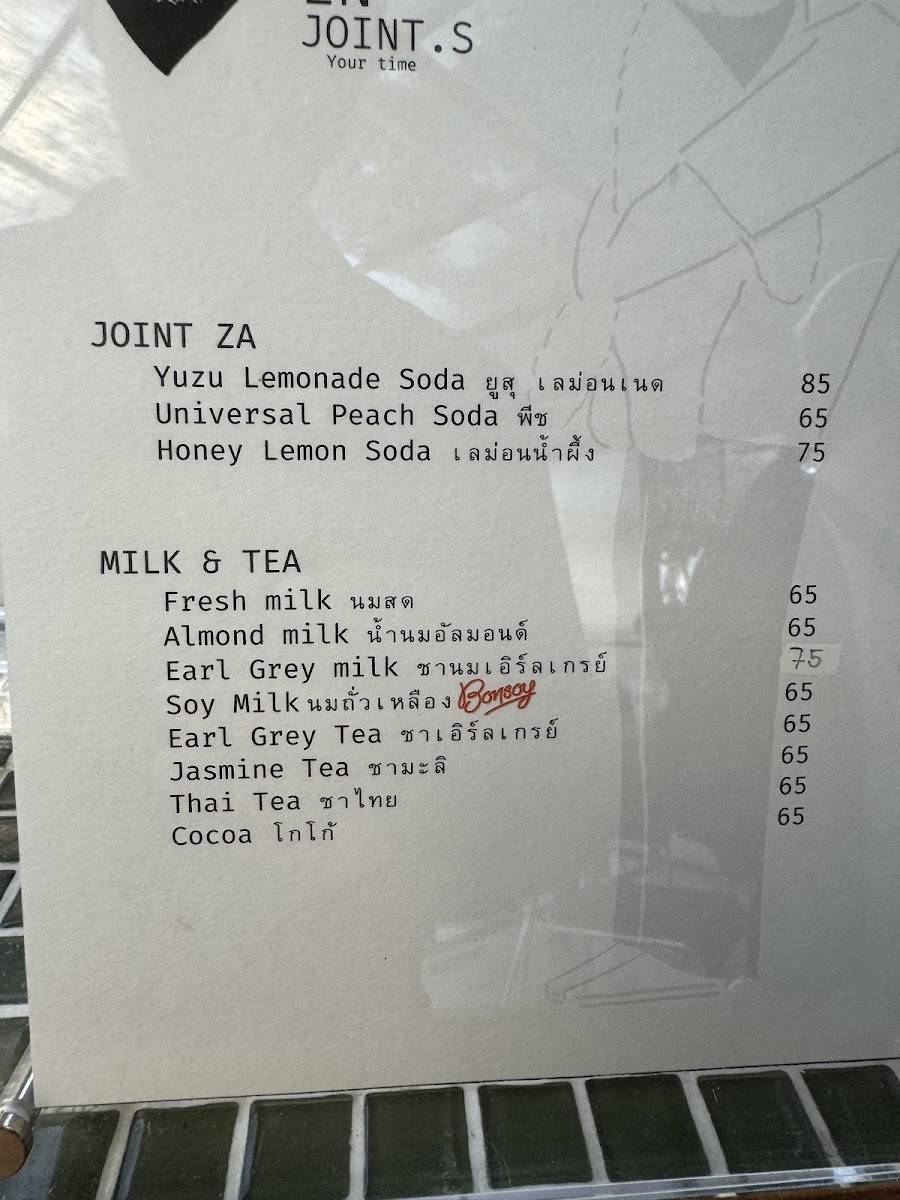 JOINT.S
Your time
JOINT ZA
Yuzu Lemonade Soda ยูสุ เลม่อนเนด 85
Universal Peach Soda พีช 65
Honey Lemon Soda เลม่อนน้ำผึ้ง 75
MILK & TEA
Fresh milk นมสด 65
Almond milk น้ำนมอัลมอนด์ 65
Earl Grey milk ชานมเอิร์ลเกรย์ 75
Soy Milk นมถั่วเหลือง Bonsoy 65
Earl Grey Tea ชาเอิร์ลเกรย์ 65
Jasmine Tea ชามะลิ 65
Thai Tea ชาไทย 65
Cocoa โกโก้ 65